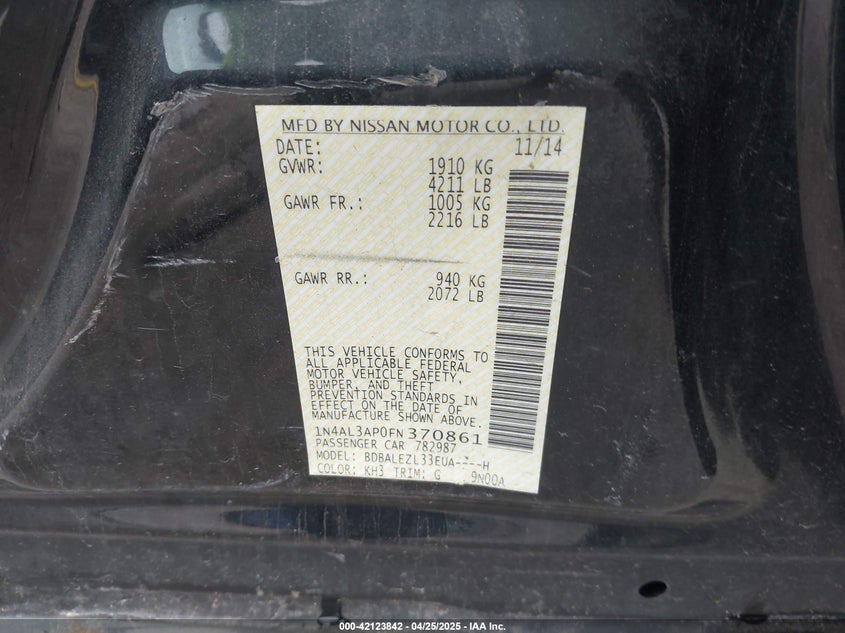 MFD BY NISSAN MOTOR CO., LTD.
DATE: 11/14
GVWR: 1910 KG
4211 LB
GAWR FR.: 1005 KG
2216 LB
GAWR RR.: 940 KG
2072 LB
THIS VEHICLE CONFORMS TO
ALL APPLICABLE FEDERAL
MOTOR VEHICLE SAFETY,
BUMPER, AND THEFT
PREVENTION STANDARDS IN
EFFECT ON THE DATE OF
MANUFACTURE SHOWN ABOVE.
1N4AL3AP0FN370861
PASSENGER CAR 782987
MODEL: BDBALEZL33EUA----H
COLOR: KH3 TRIM: G 9N00A
000-42123842 - 04/25/2025 - IAA Inc.